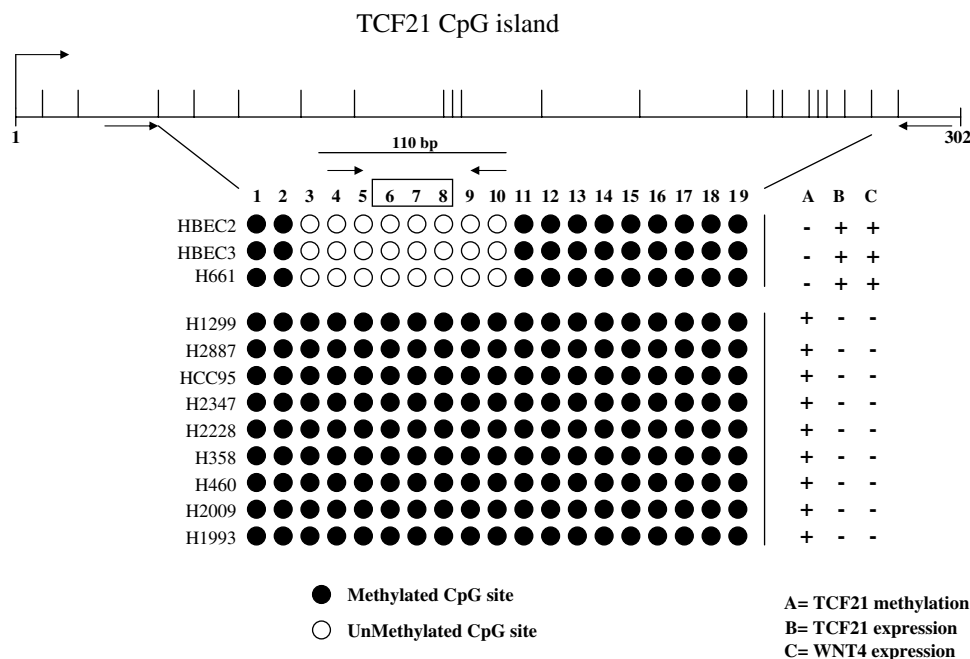 TCF21 CpG island
1 302
110 bp
1 2 3 4 5 6 7 8 9 10 11 12 13 14 15 16 17 18 19 A B C
HBEC2 - + +
HBEC3 - + +
H661 - + +
H1299 + - -
H2887 + - -
HCC95 + - -
H2347 + - -
H2228 + - -
H358 + - -
H460 + - -
H2009 + - -
H1993 + - -
Methylated CpG site
UnMethylated CpG site
A= TCF21 methylation
B= TCF21 expression
C= WNT4 expression